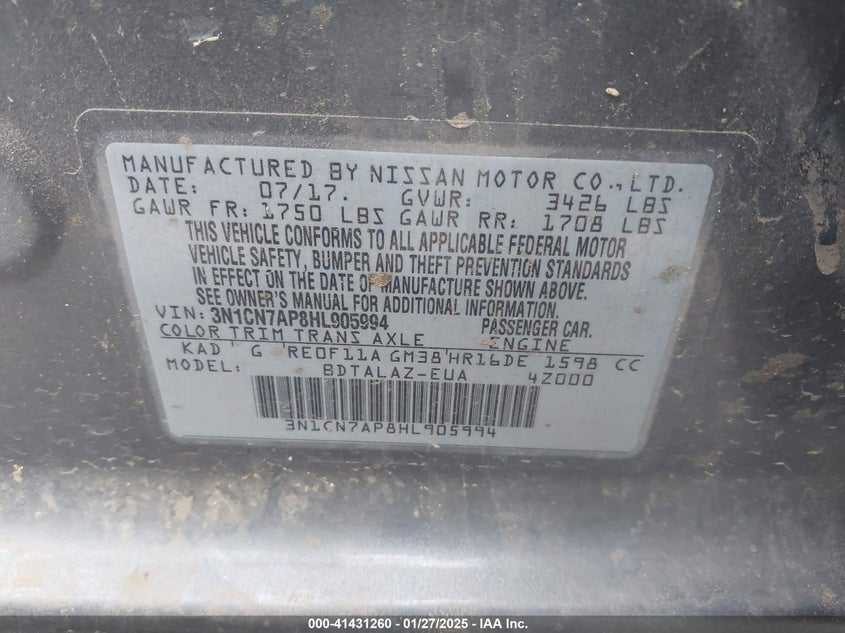 MANUFACTURED BY NISSAN MOTOR CO.,LTD.
DATE: 07/17. GVWR: 3426 LBS
GAWR FR: 1750 LBS GAWR RR: 1708 LBS
THIS VEHICLE CONFORMS TO ALL APPLICABLE FEDERAL MOTOR
VEHICLE SAFETY, BUMPER AND THEFT PREVENTION STANDARDS
IN EFFECT ON THE DATE OF MANUFACTURE SHOWN ABOVE.
SEE OWNER'S MANUAL FOR ADDITIONAL INFORMATION.
VIN: 3N1CN7AP8HL905994 PASSENGER CAR.
COLOR TRIM TRANS AXLE ENGINE
KAD G RE0F11A GM38 HR16DE 1598 CC
MODEL: BDTALAZ-EUA 4Z000
3N1CN7AP8HL905994
000-41431260 - 01/27/2025 - IAA Inc.